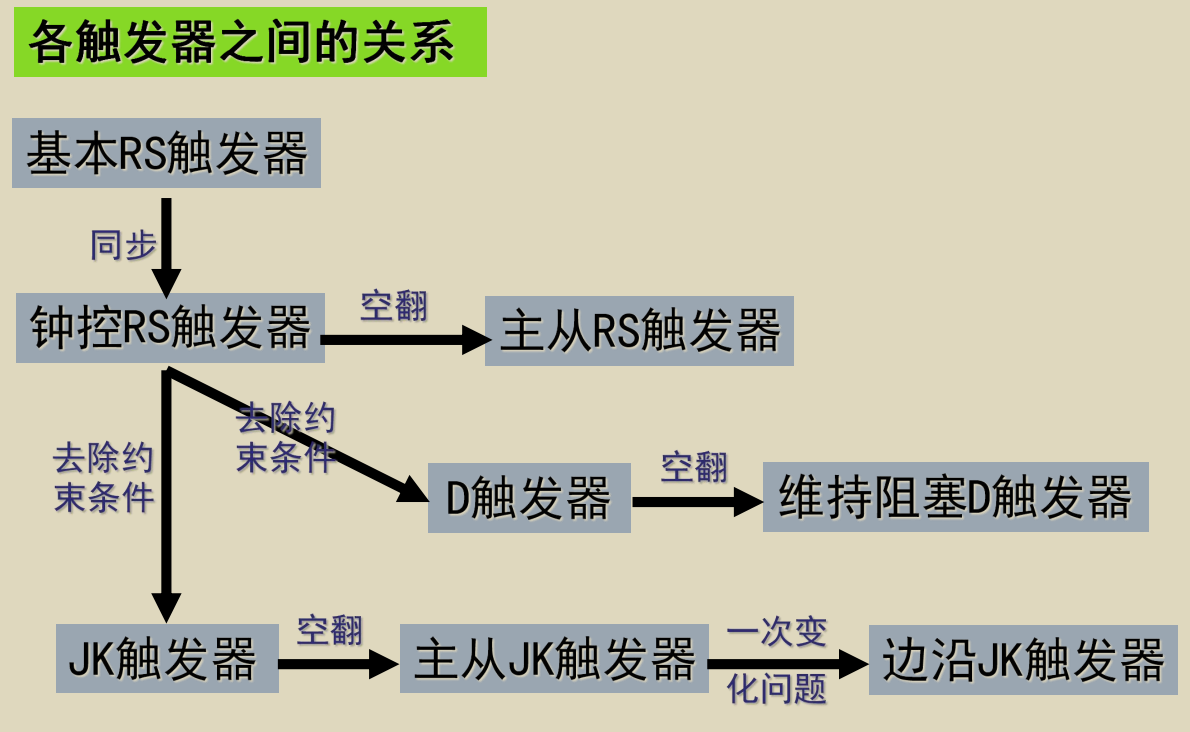 各触发器之间的关系
基本RS触发器
同步
钟控RS触发器
空翻
主从RS触发器
去除约
束条件
去除约
束条件
D触发器
空翻
维持阻塞D触发器
JK触发器
空翻
主从JK触发器
一次变
化问题
边沿JK触发器